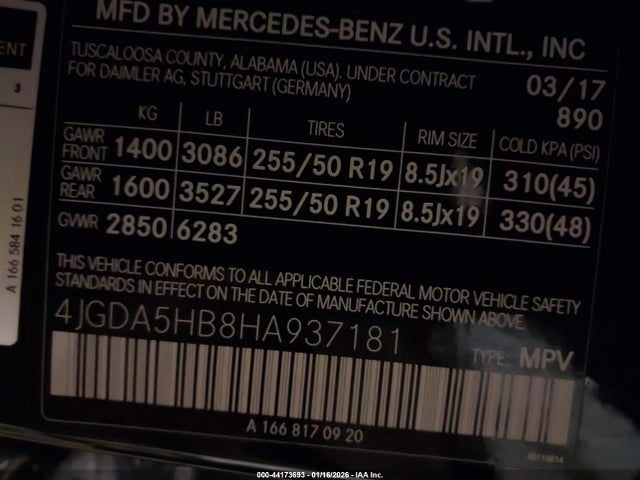 MFD BY MERCEDES-BENZ U.S. INTL., INC
TUSCALOOSA COUNTY, ALABAMA (USA). UNDER CONTRACT
FOR DAIMLER AG, STUTTGART (GERMANY)
03/17
890
KG LB TIRES RIM SIZE COLD KPA (PSI)
GAWR FRONT 1400 3086 255/50 R19 8.5Jx19 310(45)
GAWR REAR 1600 3527 255/50 R19 8.5Jx19 330(48)
GVWR 2850 6283
THIS VEHICLE CONFORMS TO ALL APPLICABLE FEDERAL MOTOR VEHICLE SAFETY
STANDARDS IN EFFECT ON THE DATE OF MANUFACTURE SHOWN ABOVE.
4JGDA5HB8HA937181
TYPE: MPV
A 166 817 09 20
40116014
ENT
3
A 166 584 16 01
000-44173693 - 01/16/2026 - IAA Inc.